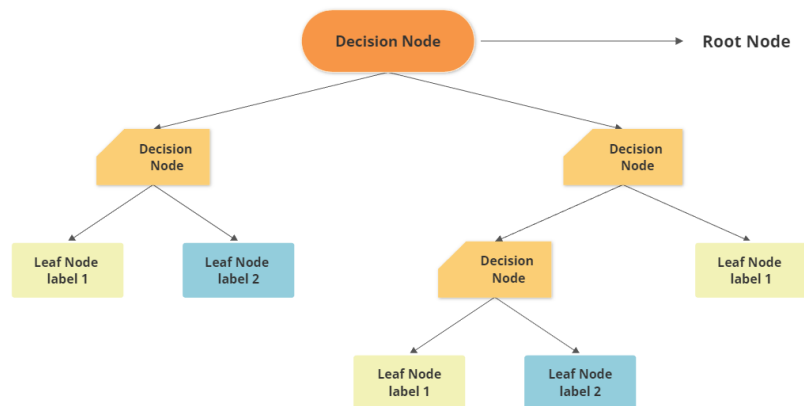 Decision Node
Root Node
Decision
Node
Decision
Node
Leaf Node
label 1
Leaf Node
label 2
Decision
Node
Leaf Node
label 1
Leaf Node
label 1
Leaf Node
label 2